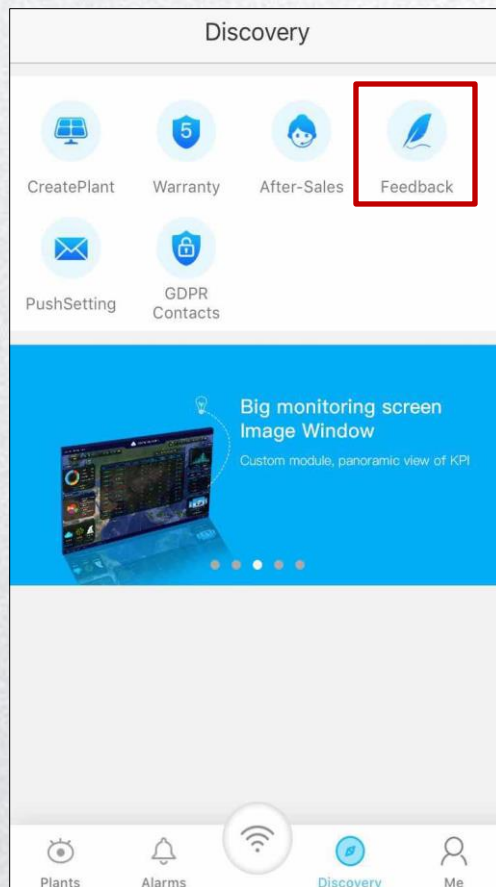 Discovery
5
CreatePlant
Warranty
After-Sales
Feedback
PushSetting
GDPR
Contacts
Big monitoring screen
Image Window
Custom module, panoramic view of KPI
Plants
Alarms
Discovery
Me